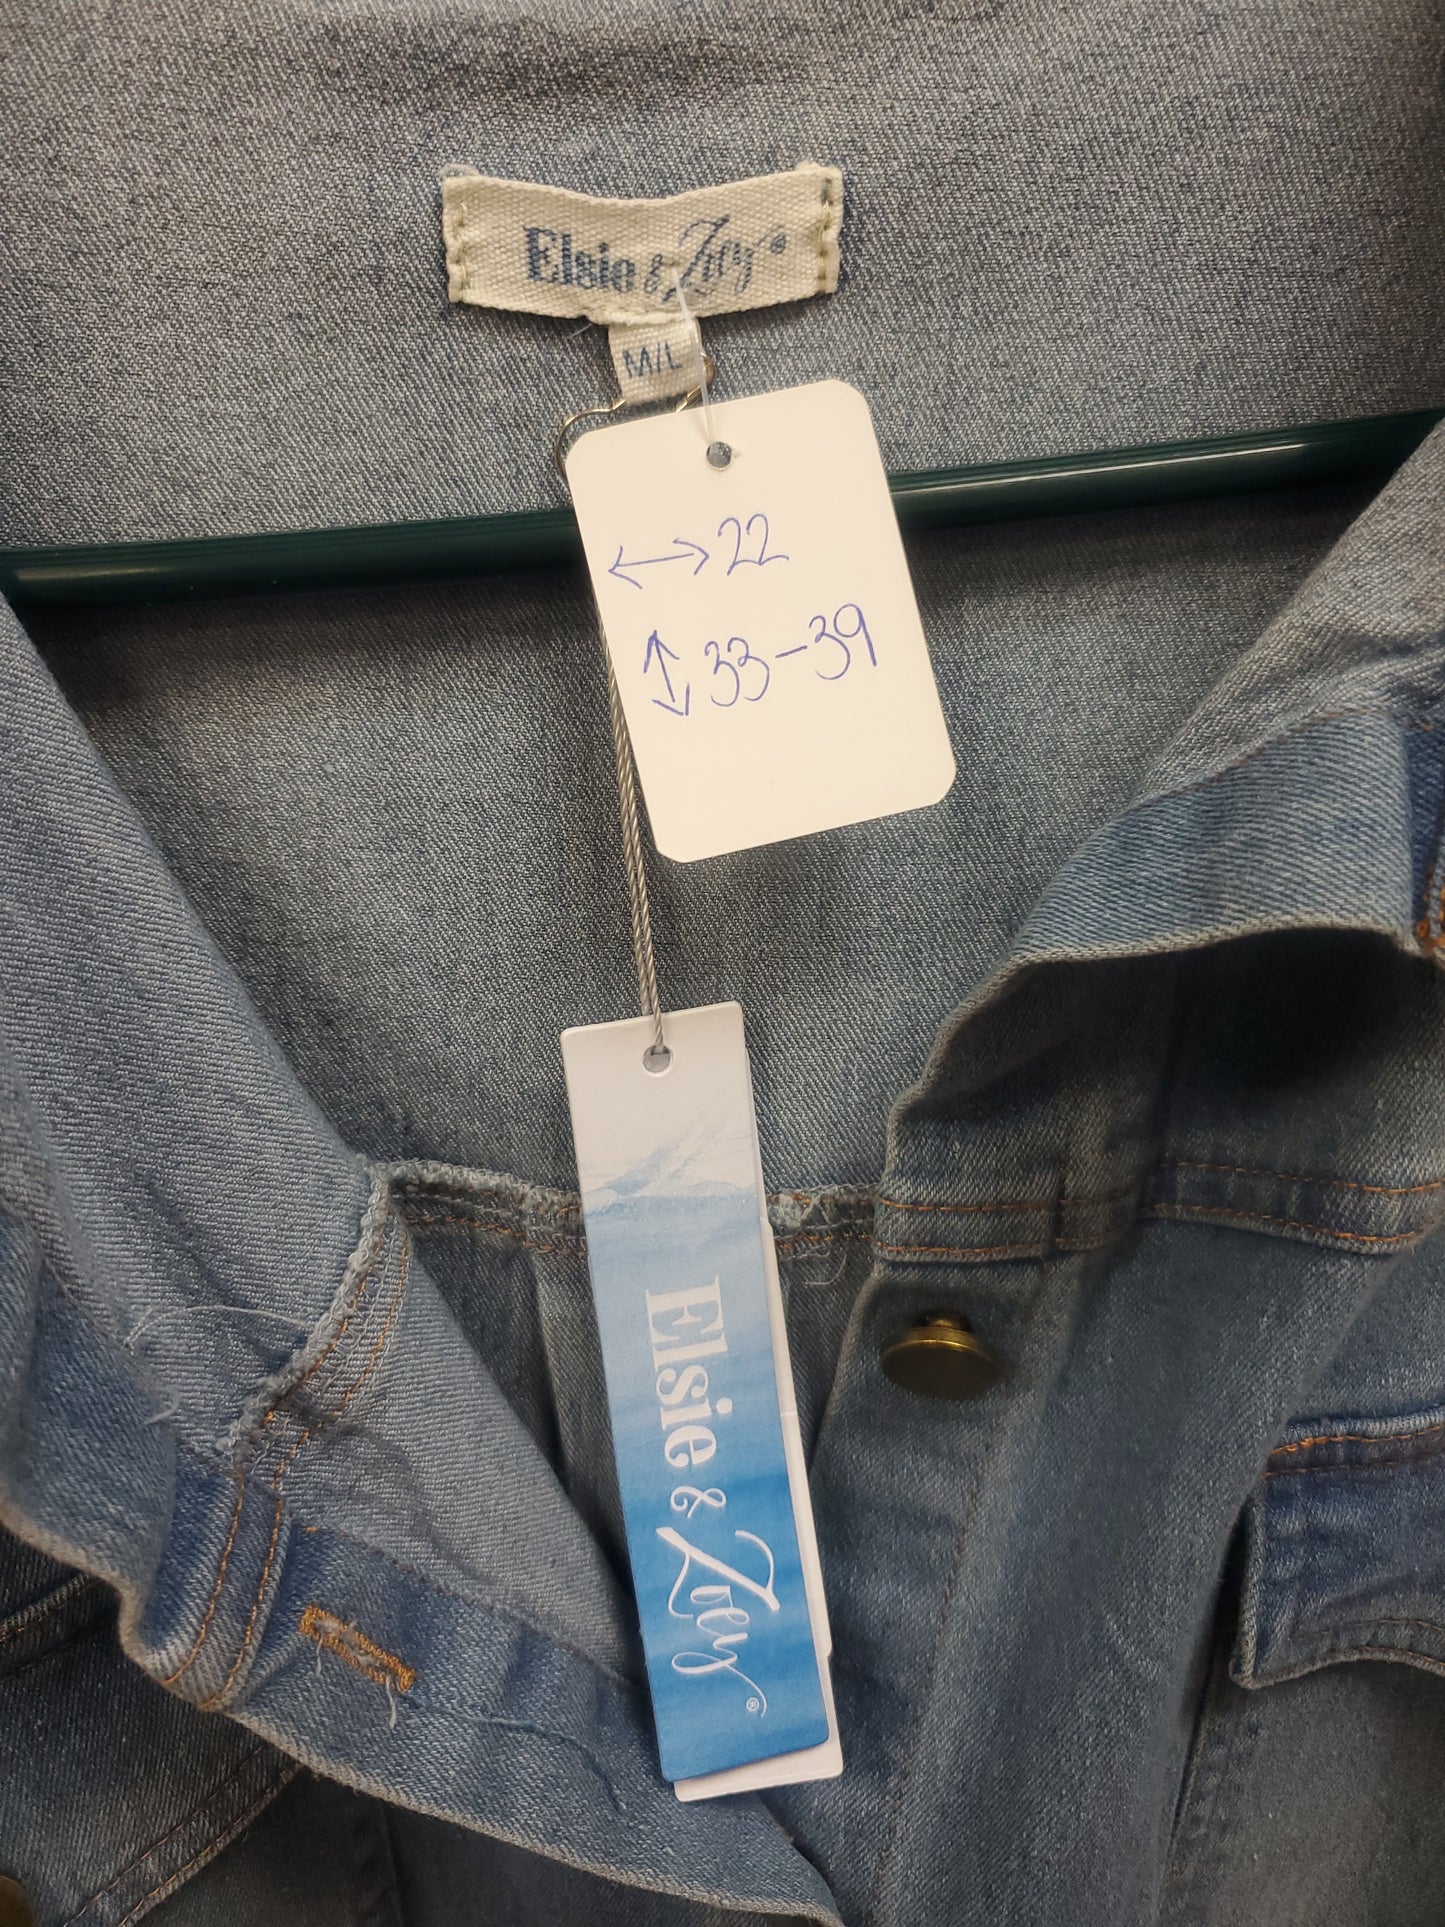 Elsie & Zoey®
M/L
↔ 22
↕ 33-39
Elsie & Zoey®